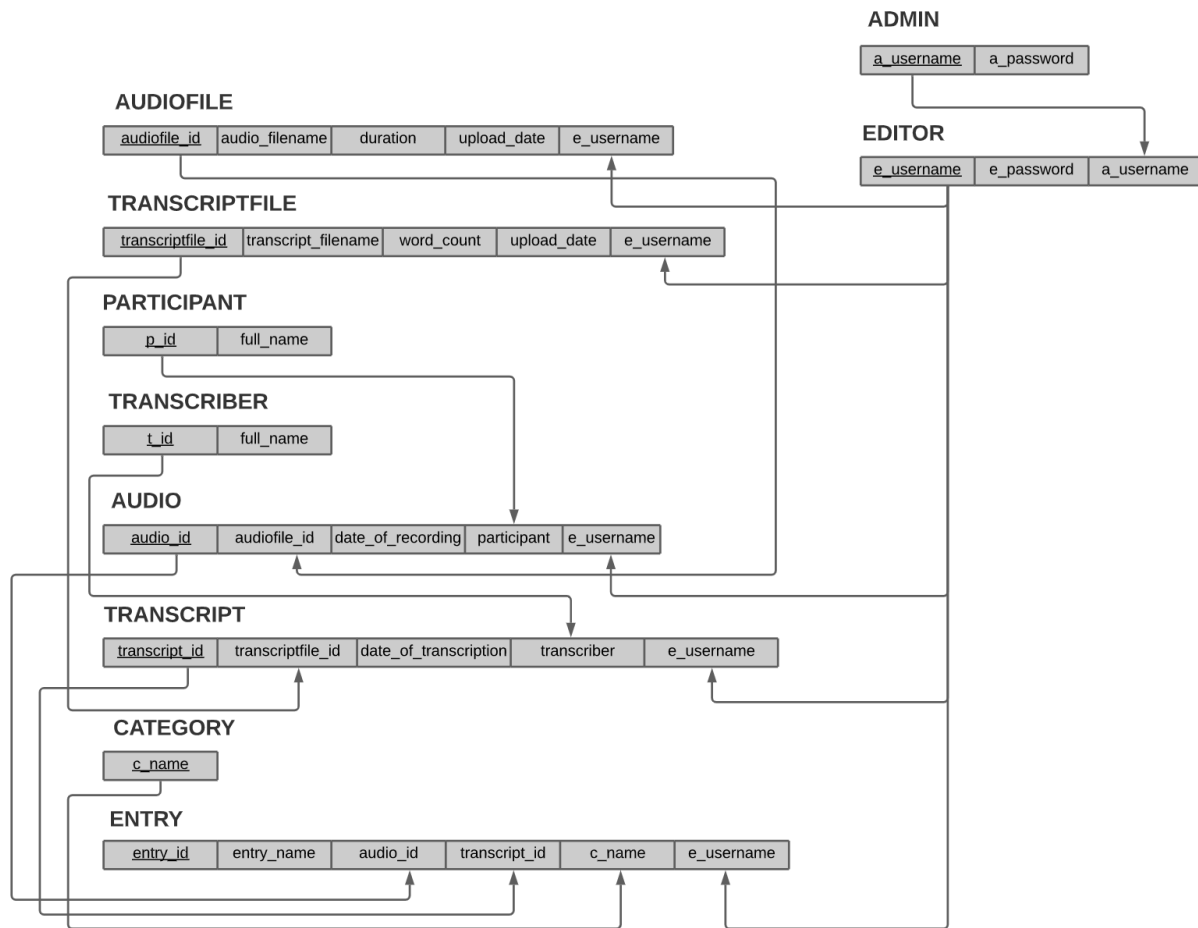 ADMIN
a_username a_password
AUDIOFILE
audiofile_id audio_filename duration upload_date e_username
EDITOR
e_username e_password a_username
TRANSCRIPTFILE
transcriptfile_id transcript_filename word_count upload_date e_username
PARTICIPANT
p_id full_name
TRANSCRIBER
t_id full_name
AUDIO
audio_id audiofile_id date_of_recording participant e_username
TRANSCRIPT
transcript_id transcriptfile_id date_of_transcription transcriber e_username
CATEGORY
c_name
ENTRY
entry_id entry_name audio_id transcript_id c_name e_username